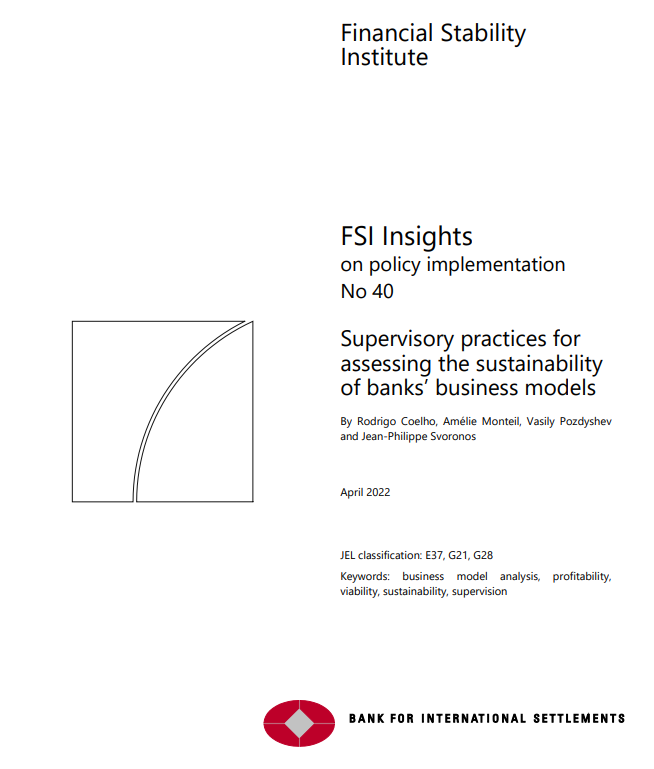 Financial Stability
Institute
FSI Insights
on policy implementation
No 40
Supervisory practices for
assessing the sustainability
of banks’ business models
By Rodrigo Coelho, Amélie Monteil, Vasily Pozdyshev
and Jean-Philippe Svoronos
April 2022
JEL classification: E37, G21, G28
Keywords: business model analysis, profitability,
viability, sustainability, supervision
BANK FOR INTERNATIONAL SETTLEMENTS